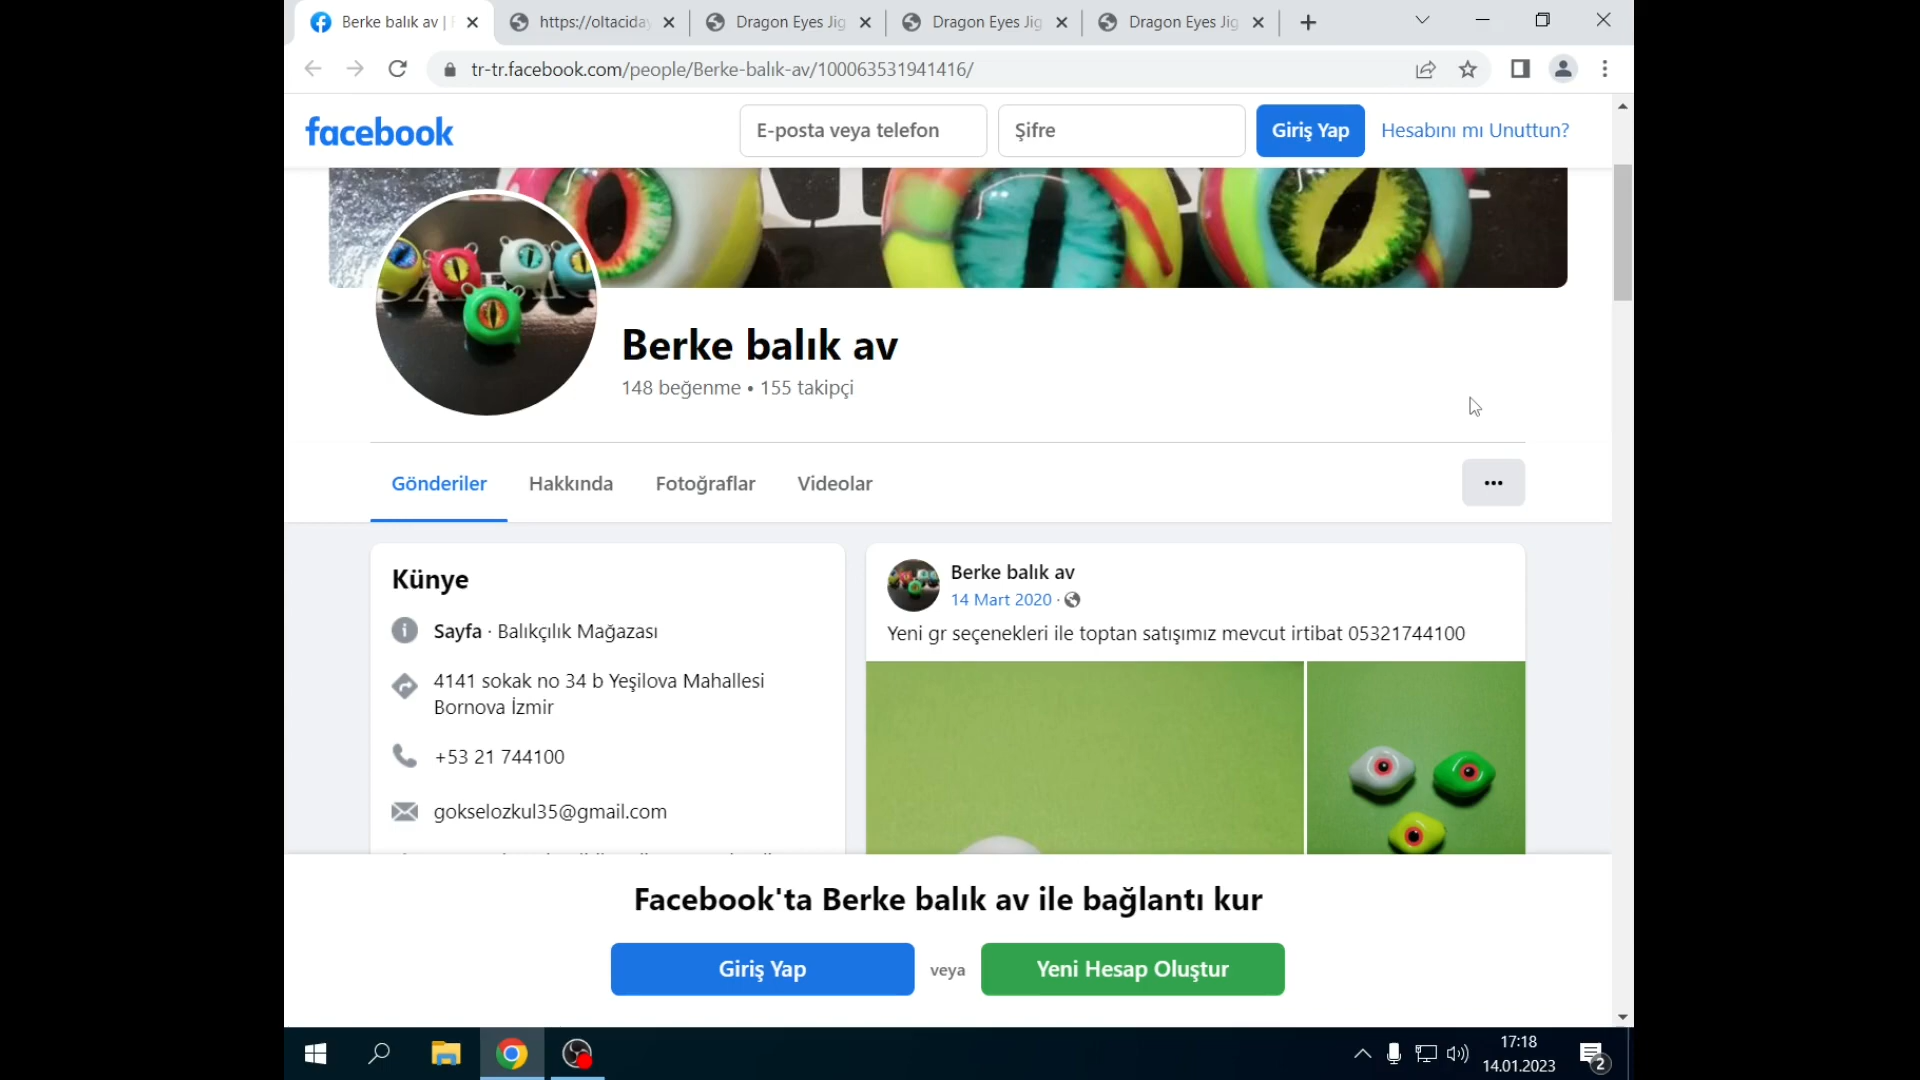 Berke balık av |
https://oltaciday
Dragon Eyes Jig
Dragon Eyes Jig
Dragon Eyes Jig
tr-tr.facebook.com/people/Berke-balık-av/100063531941416/
facebook
E-posta veya telefon
Şifre
Giriş Yap
Hesabını mı Unuttun?
Berke balık av
148 beğenme • 155 takipçi
Gönderiler
Hakkında
Fotoğraflar
Videolar
Künye
Sayfa · Balıkçılık Mağazası
4141 sokak no 34 b Yeşilova Mahallesi
Bornova İzmir
+53 21 744100
gokselozkul35@gmail.com
Berke balık av
14 Mart 2020 ·
Yeni gr seçenekleri ile toptan satışımız mevcut irtibat 05321744100
Facebook'ta Berke balık av ile bağlantı kur
Giriş Yap
veya
Yeni Hesap Oluştur
17:18
14.01.2023
2